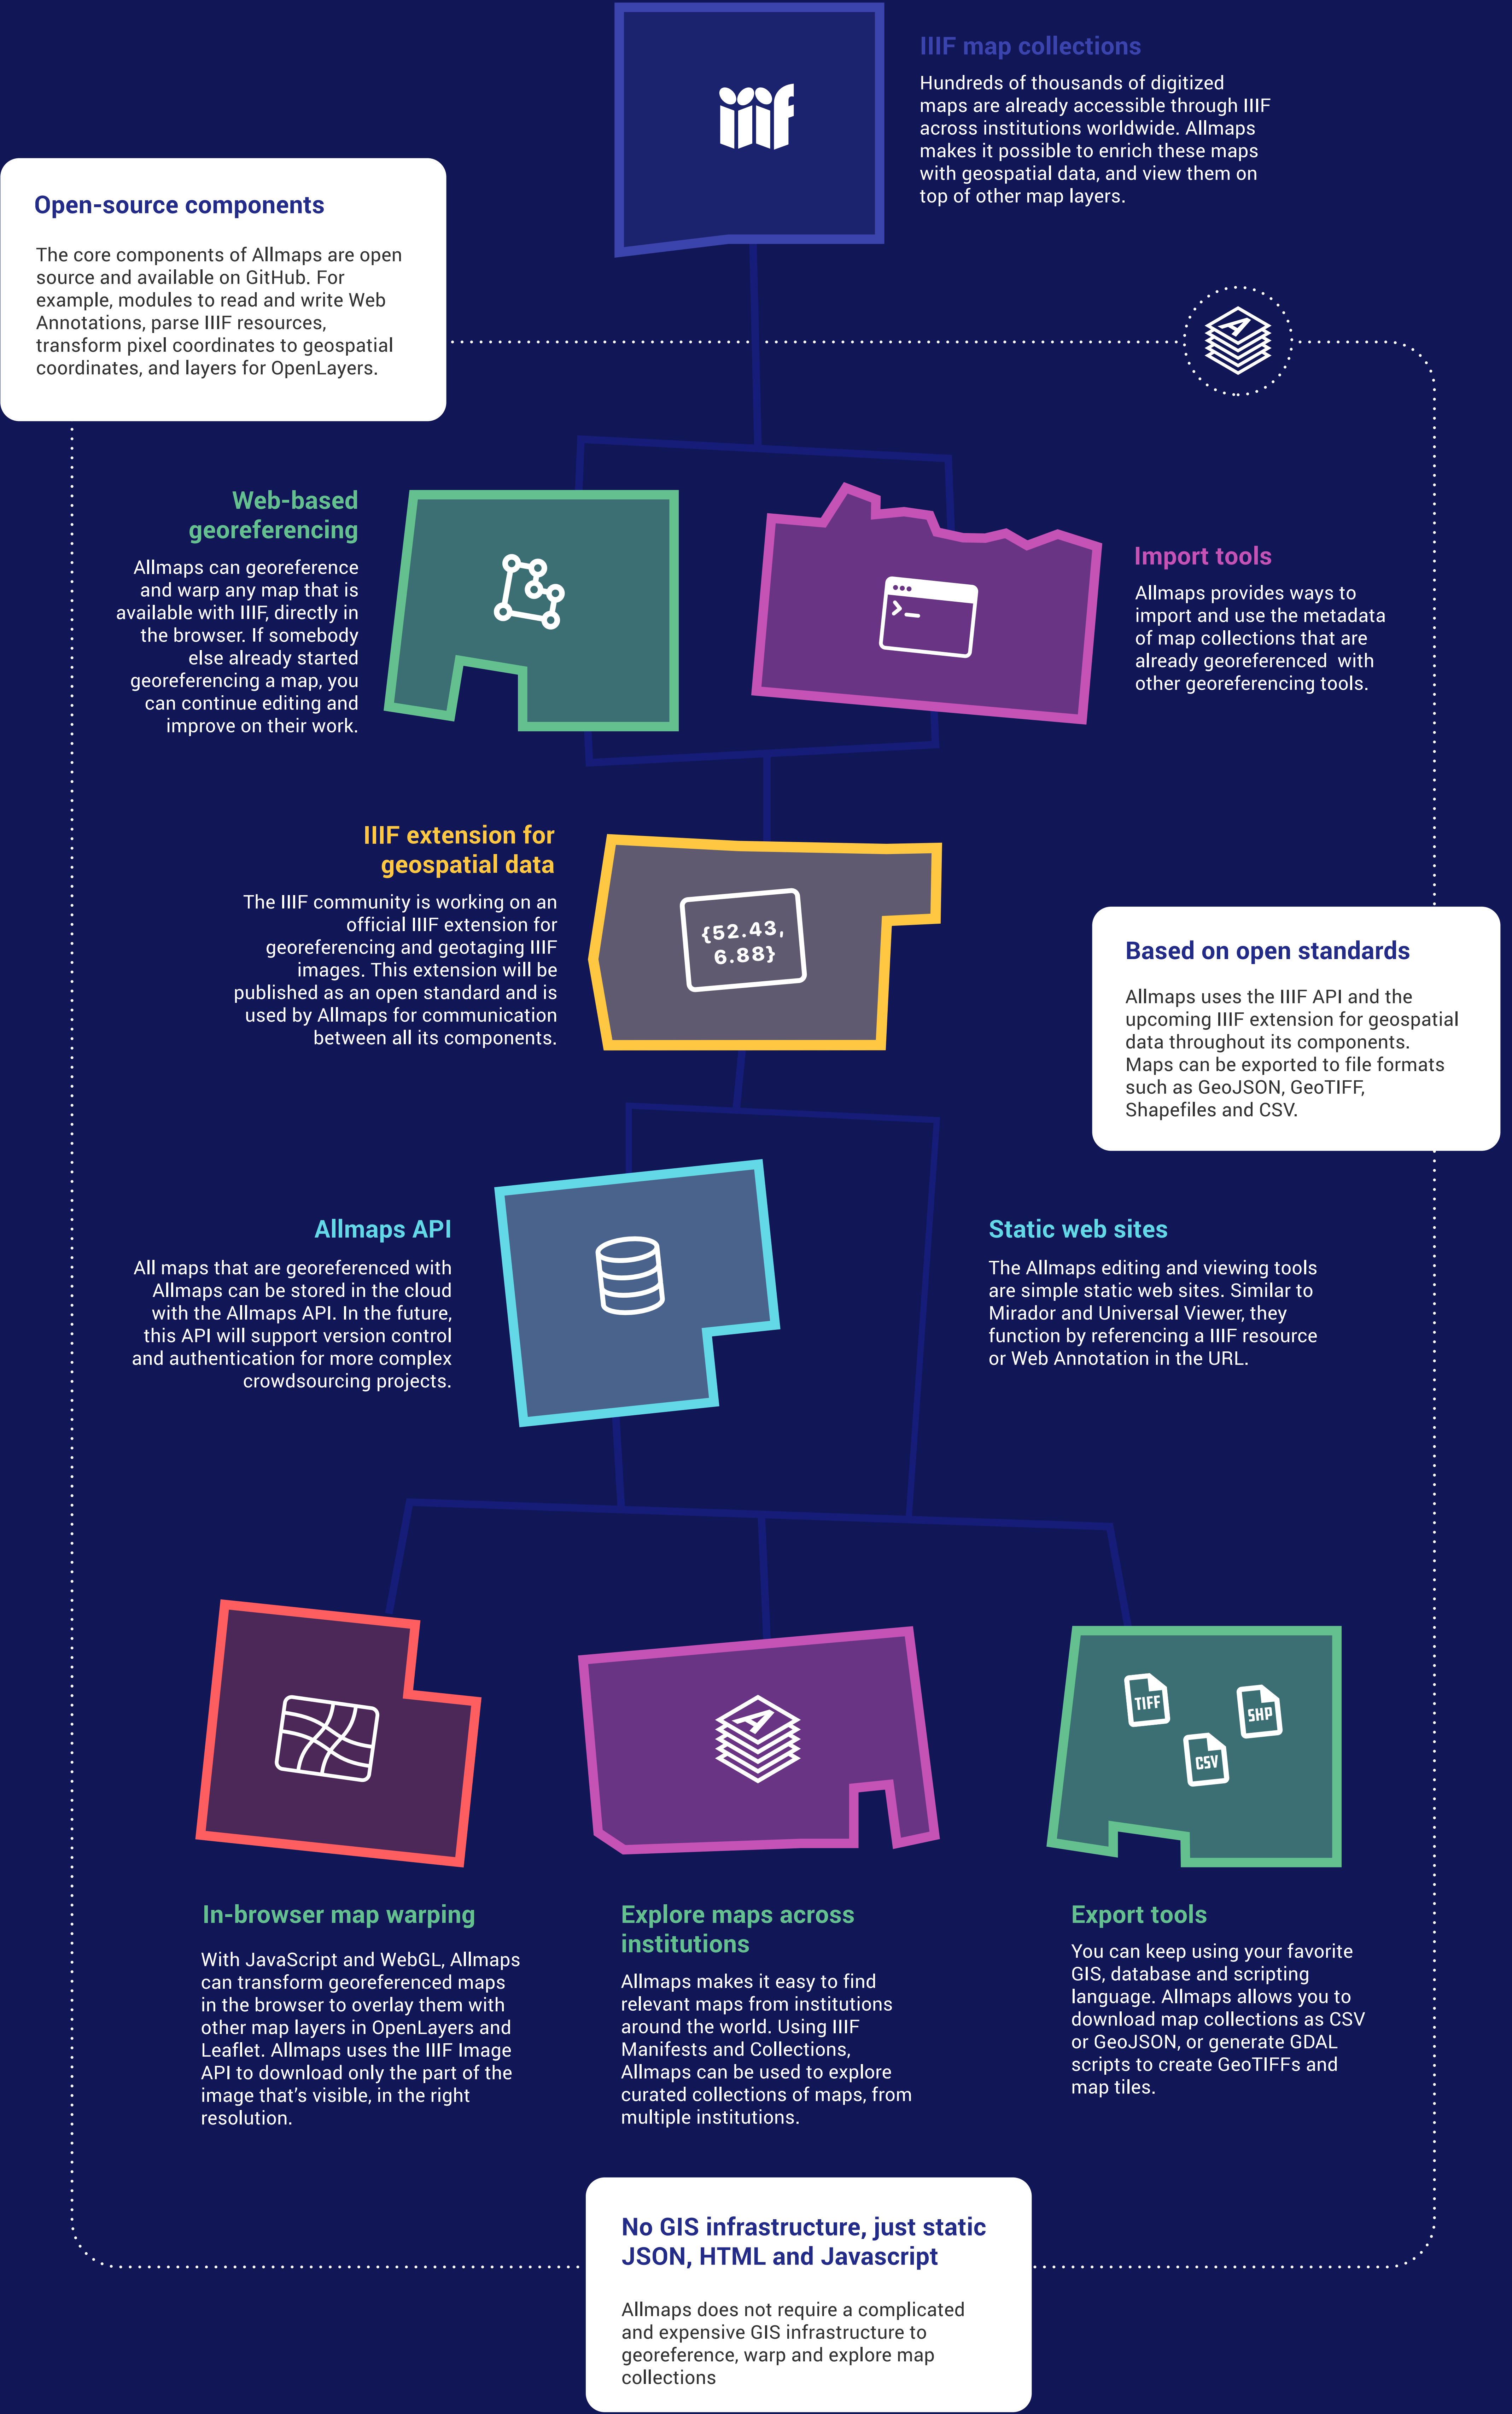 iiif
IIIF map collections
Hundreds of thousands of digitized
maps are already accessible through IIIF
across institutions worldwide. Allmaps
makes it possible to enrich these maps
with geospatial data, and view them on
top of other map layers.
Open-source components
The core components of Allmaps are open
source and available on GitHub. For
example, modules to read and write Web
Annotations, parse IIIF resources,
transform pixel coordinates to geospatial
coordinates, and layers for OpenLayers.
A
Web-based
georeferencing
Allmaps can georeference
and warp any map that is
available with IIIF, directly in
the browser. If somebody
else already started
georeferencing a map, you
can continue editing and
improve on their work.
Import tools
Allmaps provides ways to
import and use the metadata
of map collections that are
already georeferenced  with
other georeferencing tools.
IIIF extension for
geospatial data
The IIIF community is working on an
official IIIF extension for
georeferencing and geotaging IIIF
images. This extension will be
published as an open standard and is
used by Allmaps for communication
between all its components.
{52.43,
6.88}
Based on open standards
Allmaps uses the IIIF API and the
upcoming IIIF extension for geospatial
data throughout its components.
Maps can be exported to file formats
such as GeoJSON, GeoTIFF,
Shapefiles and CSV.
Allmaps API
All maps that are georeferenced with
Allmaps can be stored in the cloud
with the Allmaps API. In the future,
this API will support version control
and authentication for more complex
crowdsourcing projects.
Static web sites
The Allmaps editing and viewing tools
are simple static web sites. Similar to
Mirador and Universal Viewer, they
function by referencing a IIIF resource
or Web Annotation in the URL.
A
TIFF
SHP
CSV
In-browser map warping
With JavaScript and WebGL, Allmaps
can transform georeferenced maps
in the browser to overlay them with
other map layers in OpenLayers and
Leaflet. Allmaps uses the IIIF Image
API to download only the part of the
image that’s visible, in the right
resolution.
Explore maps across
institutions
Allmaps makes it easy to find
relevant maps from institutions
around the world. Using IIIF
Manifests and Collections,
Allmaps can be used to explore
curated collections of maps, from
multiple institutions.
Export tools
You can keep using your favorite
GIS, database and scripting
language. Allmaps allows you to
download map collections as CSV
or GeoJSON, or generate GDAL
scripts to create GeoTIFFs and
map tiles.
No GIS infrastructure, just static
JSON, HTML and Javascript
Allmaps does not require a complicated
and expensive GIS infrastructure to
georeference, warp and explore map
collections